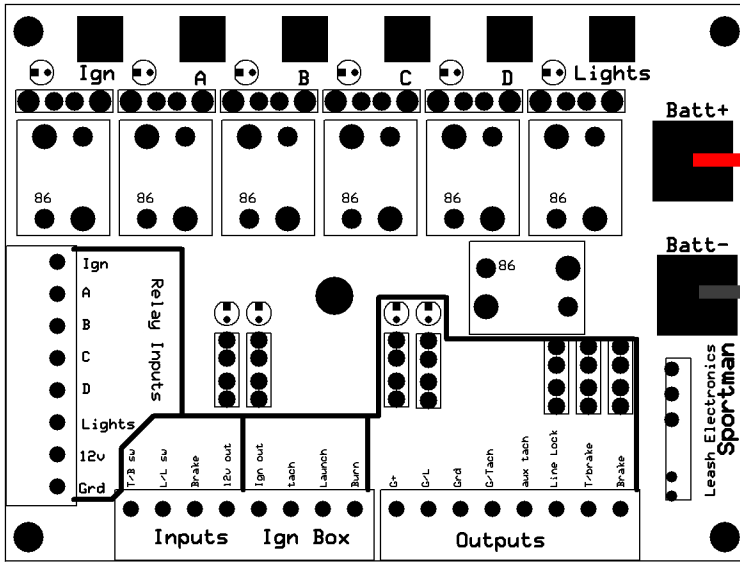 Ign A B C D Lights
Batt+
86 86 86 86 86 86
Batt-
86
Ign
A
B
C
D
Lights
12v
Grd
Relay Inputs
T/B sw
L/L sw
Brake
12v out
Ign out
tach
Launch
Burn
G+
G/L
Grd
G/Tach
aux tach
Line Lock
T/brake
Brake
Leash Electronics
Sportman
Inputs Ign Box Outputs